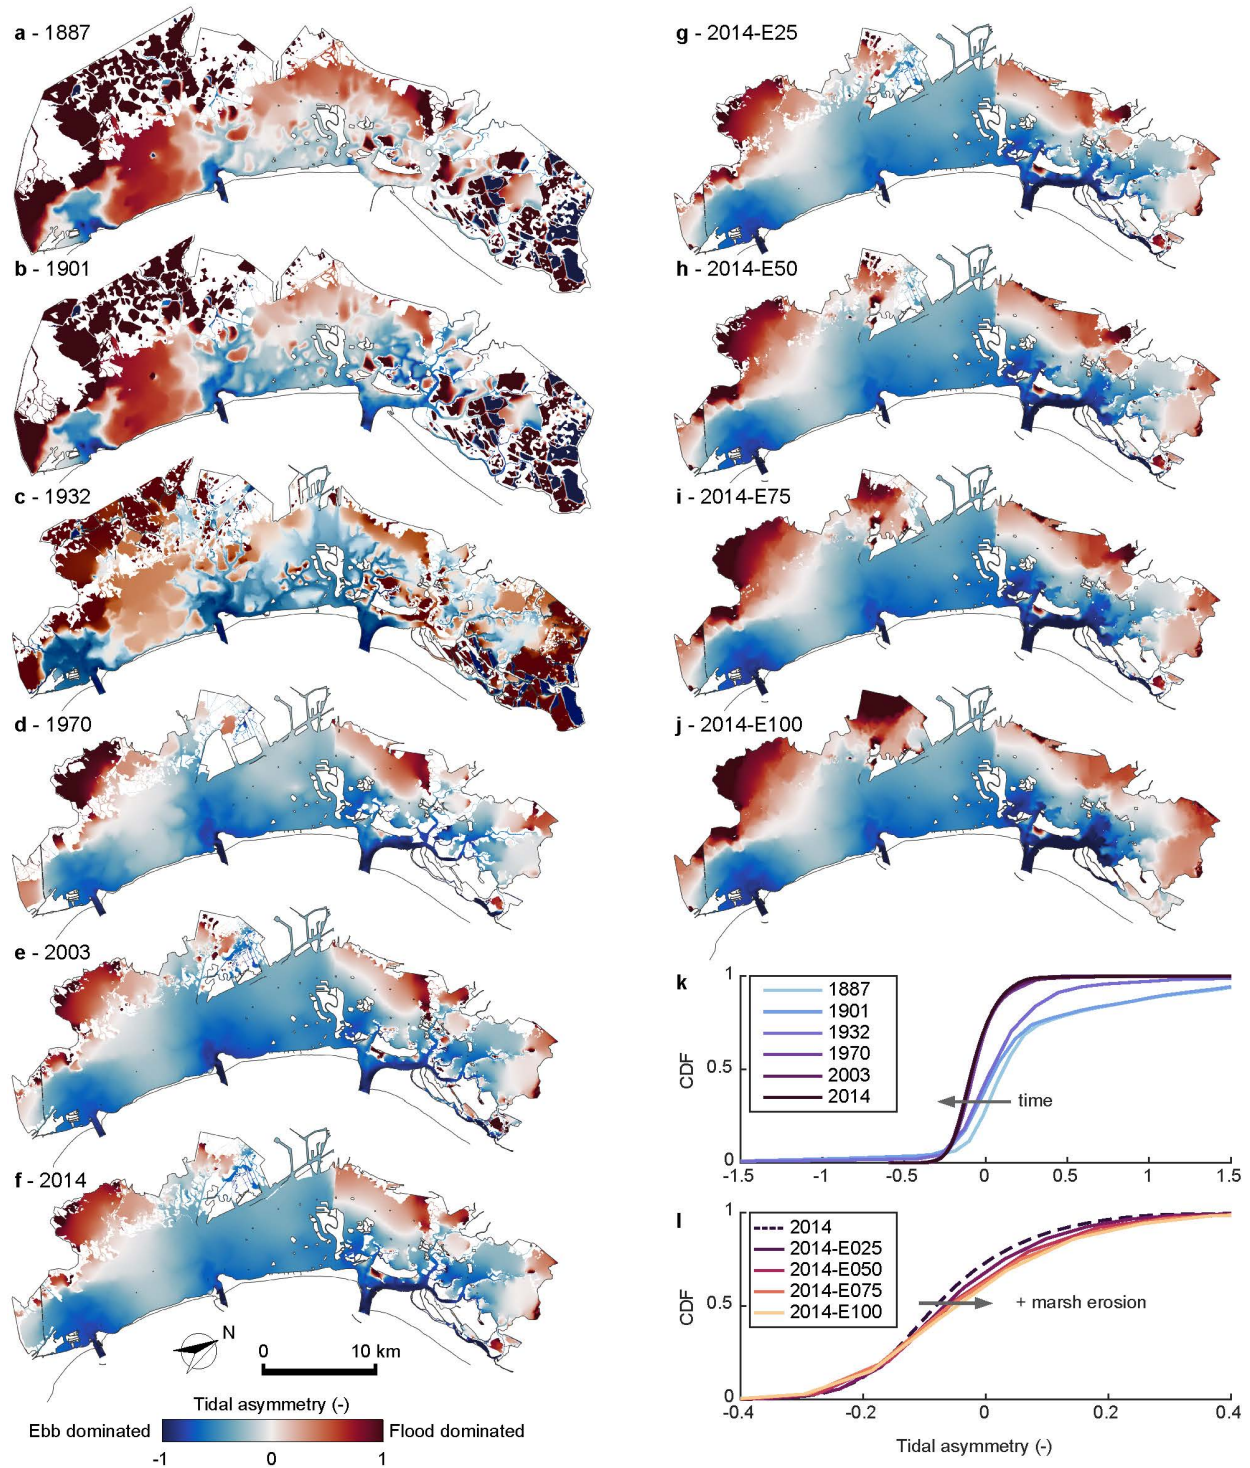 a - 1887
b - 1901
c - 1932
d - 1970
e - 2003
f - 2014
N
0 10 km
Tidal asymmetry (-)
Ebb dominated Flood dominated
-1 0 1
g - 2014-E25
h - 2014-E50
i - 2014-E75
j - 2014-E100
k
1887
1901
1932
1970
2003
2014
time
CDF
1
0.5
0
-1.5 -1 -0.5 0 0.5 1 1.5
l
2014
2014-E025
2014-E050
2014-E075
2014-E100
+ marsh erosion
CDF
1
0.5
0
-0.4 -0.2 0 0.2 0.4
Tidal asymmetry (-)